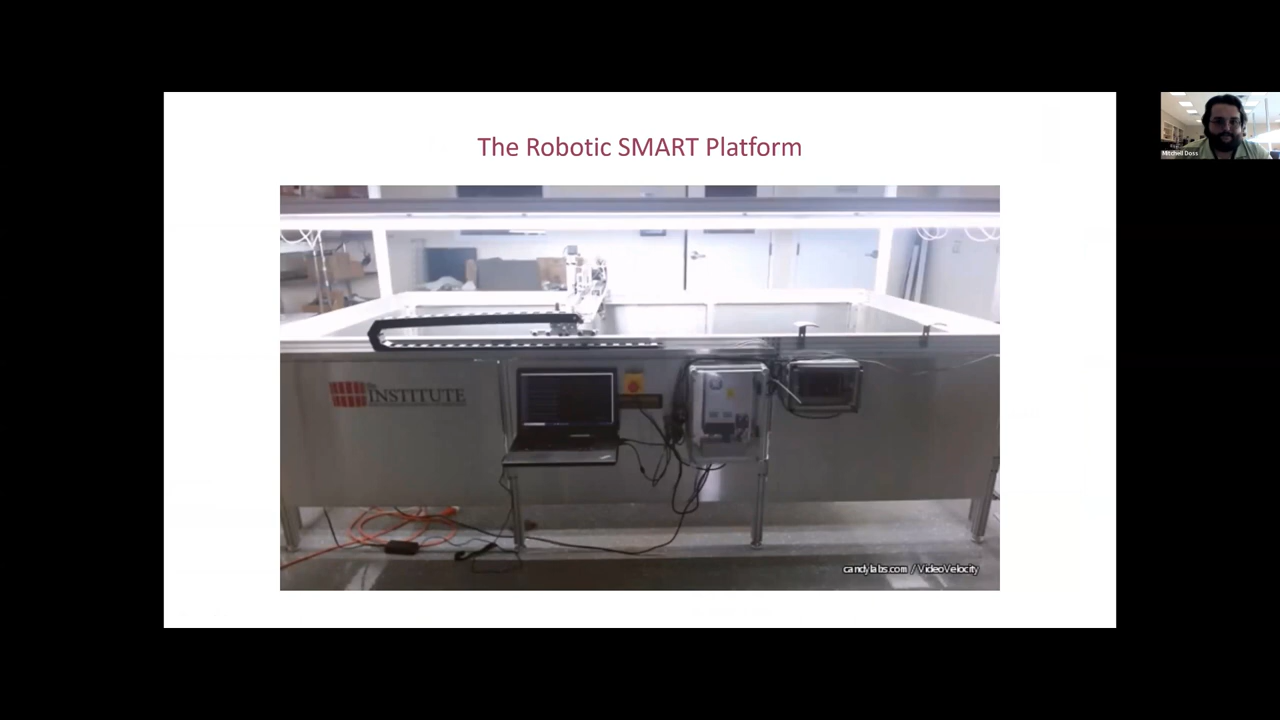 The Robotic SMART Platform
Mitchell Doss
INSTITUTE
candylabs.com / VideoVelocity